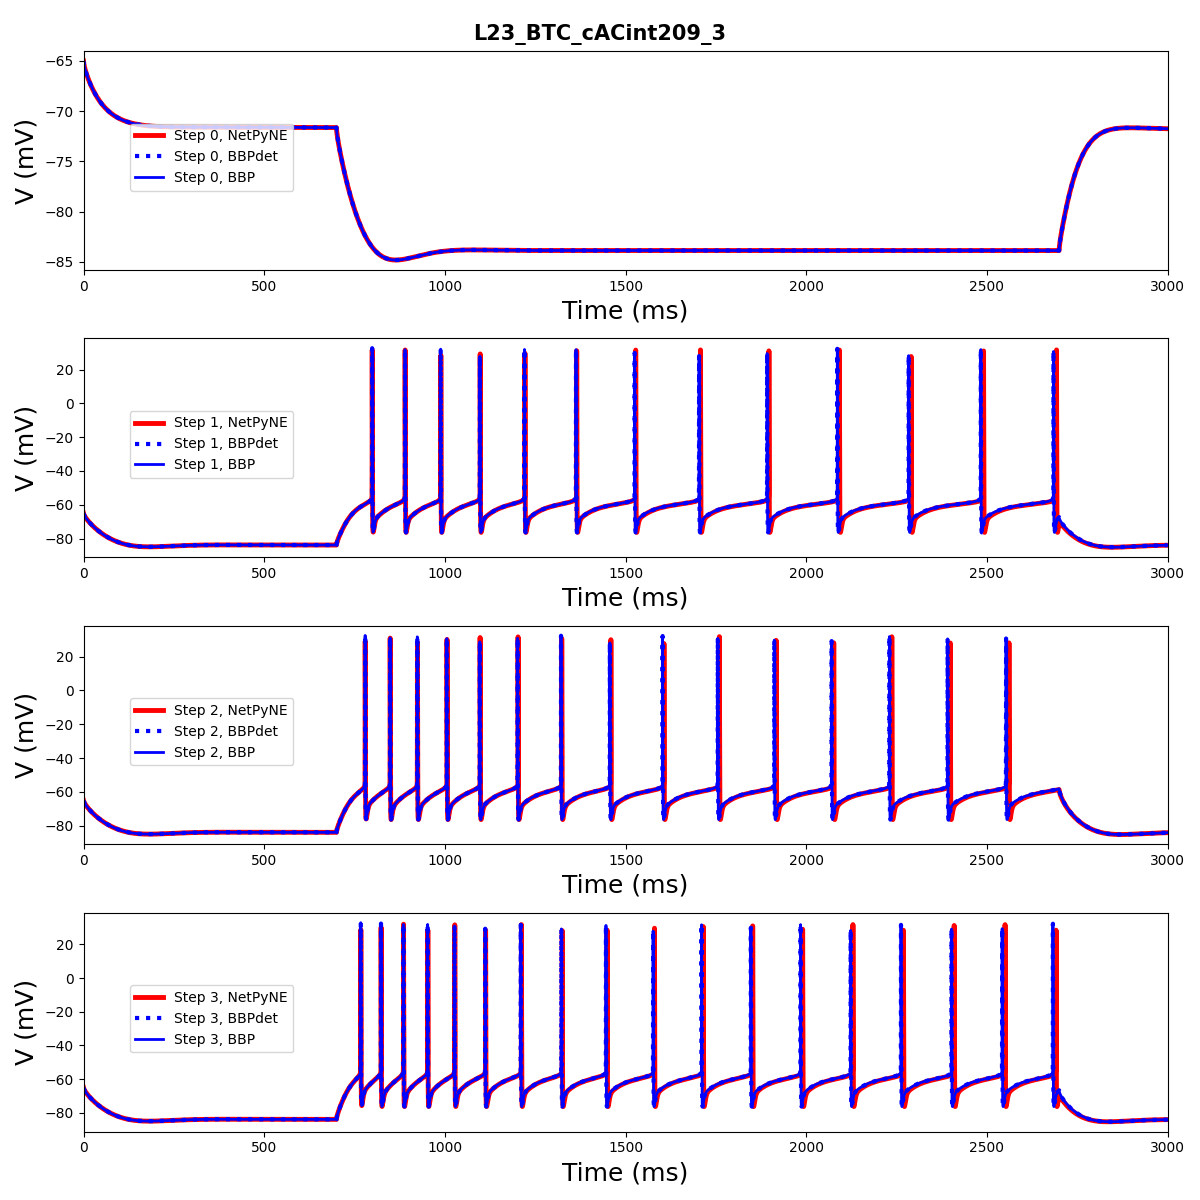 L23_BTC_cACint209_3
−65
−70
−75
−80
−85
V (mV)
Step 0, NetPyNE
Step 0, BBPdet
Step 0, BBP
0 500 1000 1500 2000 2500 3000
Time (ms)
20
0
−20
−40
−60
−80
V (mV)
Step 1, NetPyNE
Step 1, BBPdet
Step 1, BBP
0 500 1000 1500 2000 2500 3000
Time (ms)
20
0
−20
−40
−60
−80
V (mV)
Step 2, NetPyNE
Step 2, BBPdet
Step 2, BBP
0 500 1000 1500 2000 2500 3000
Time (ms)
20
0
−20
−40
−60
−80
V (mV)
Step 3, NetPyNE
Step 3, BBPdet
Step 3, BBP
0 500 1000 1500 2000 2500 3000
Time (ms)